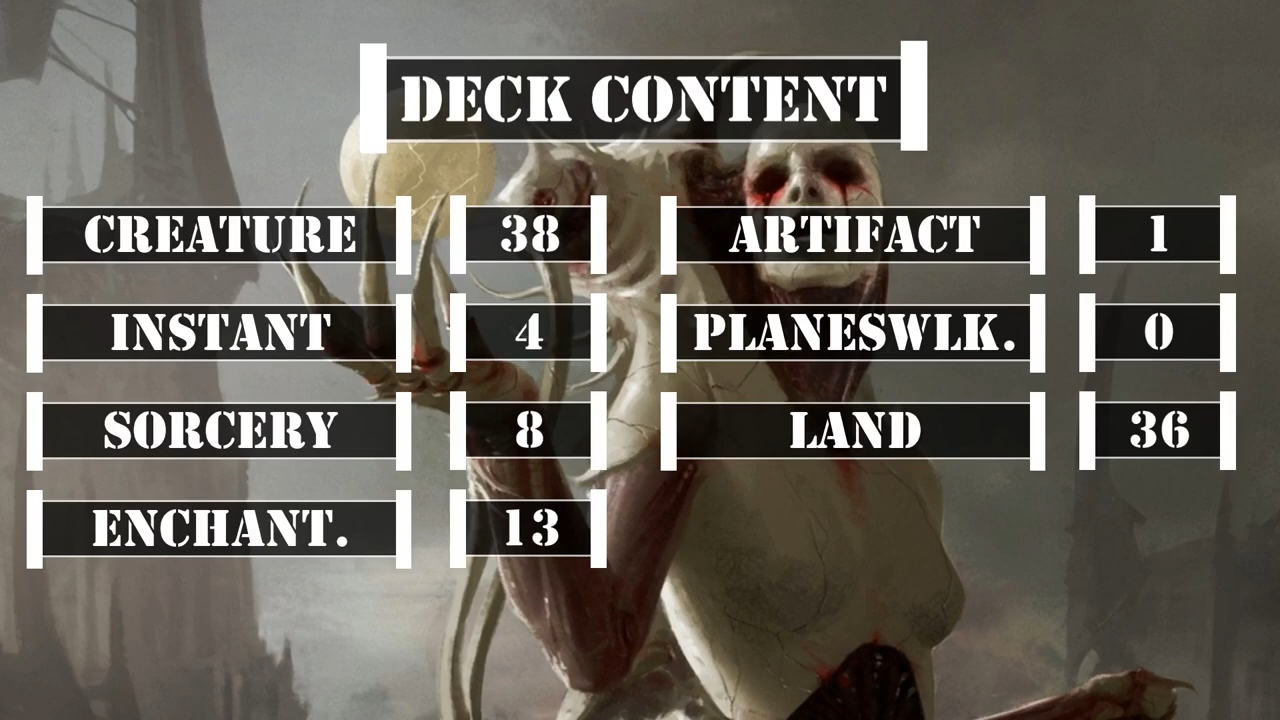 DECK CONTENT
CREATURE 38 ARTIFACT 1
INSTANT 4 PLANESWLK. 0
SORCERY 8 LAND 36
ENCHANT. 13